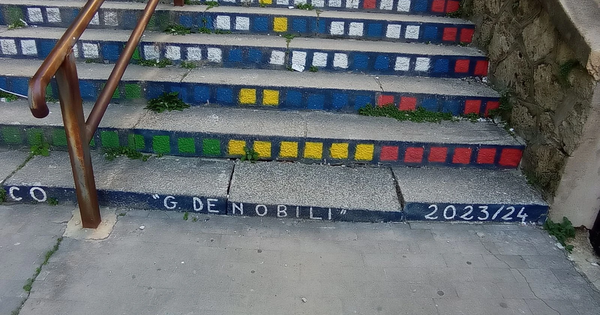 CO "G. DE NOBILI" 2023/24